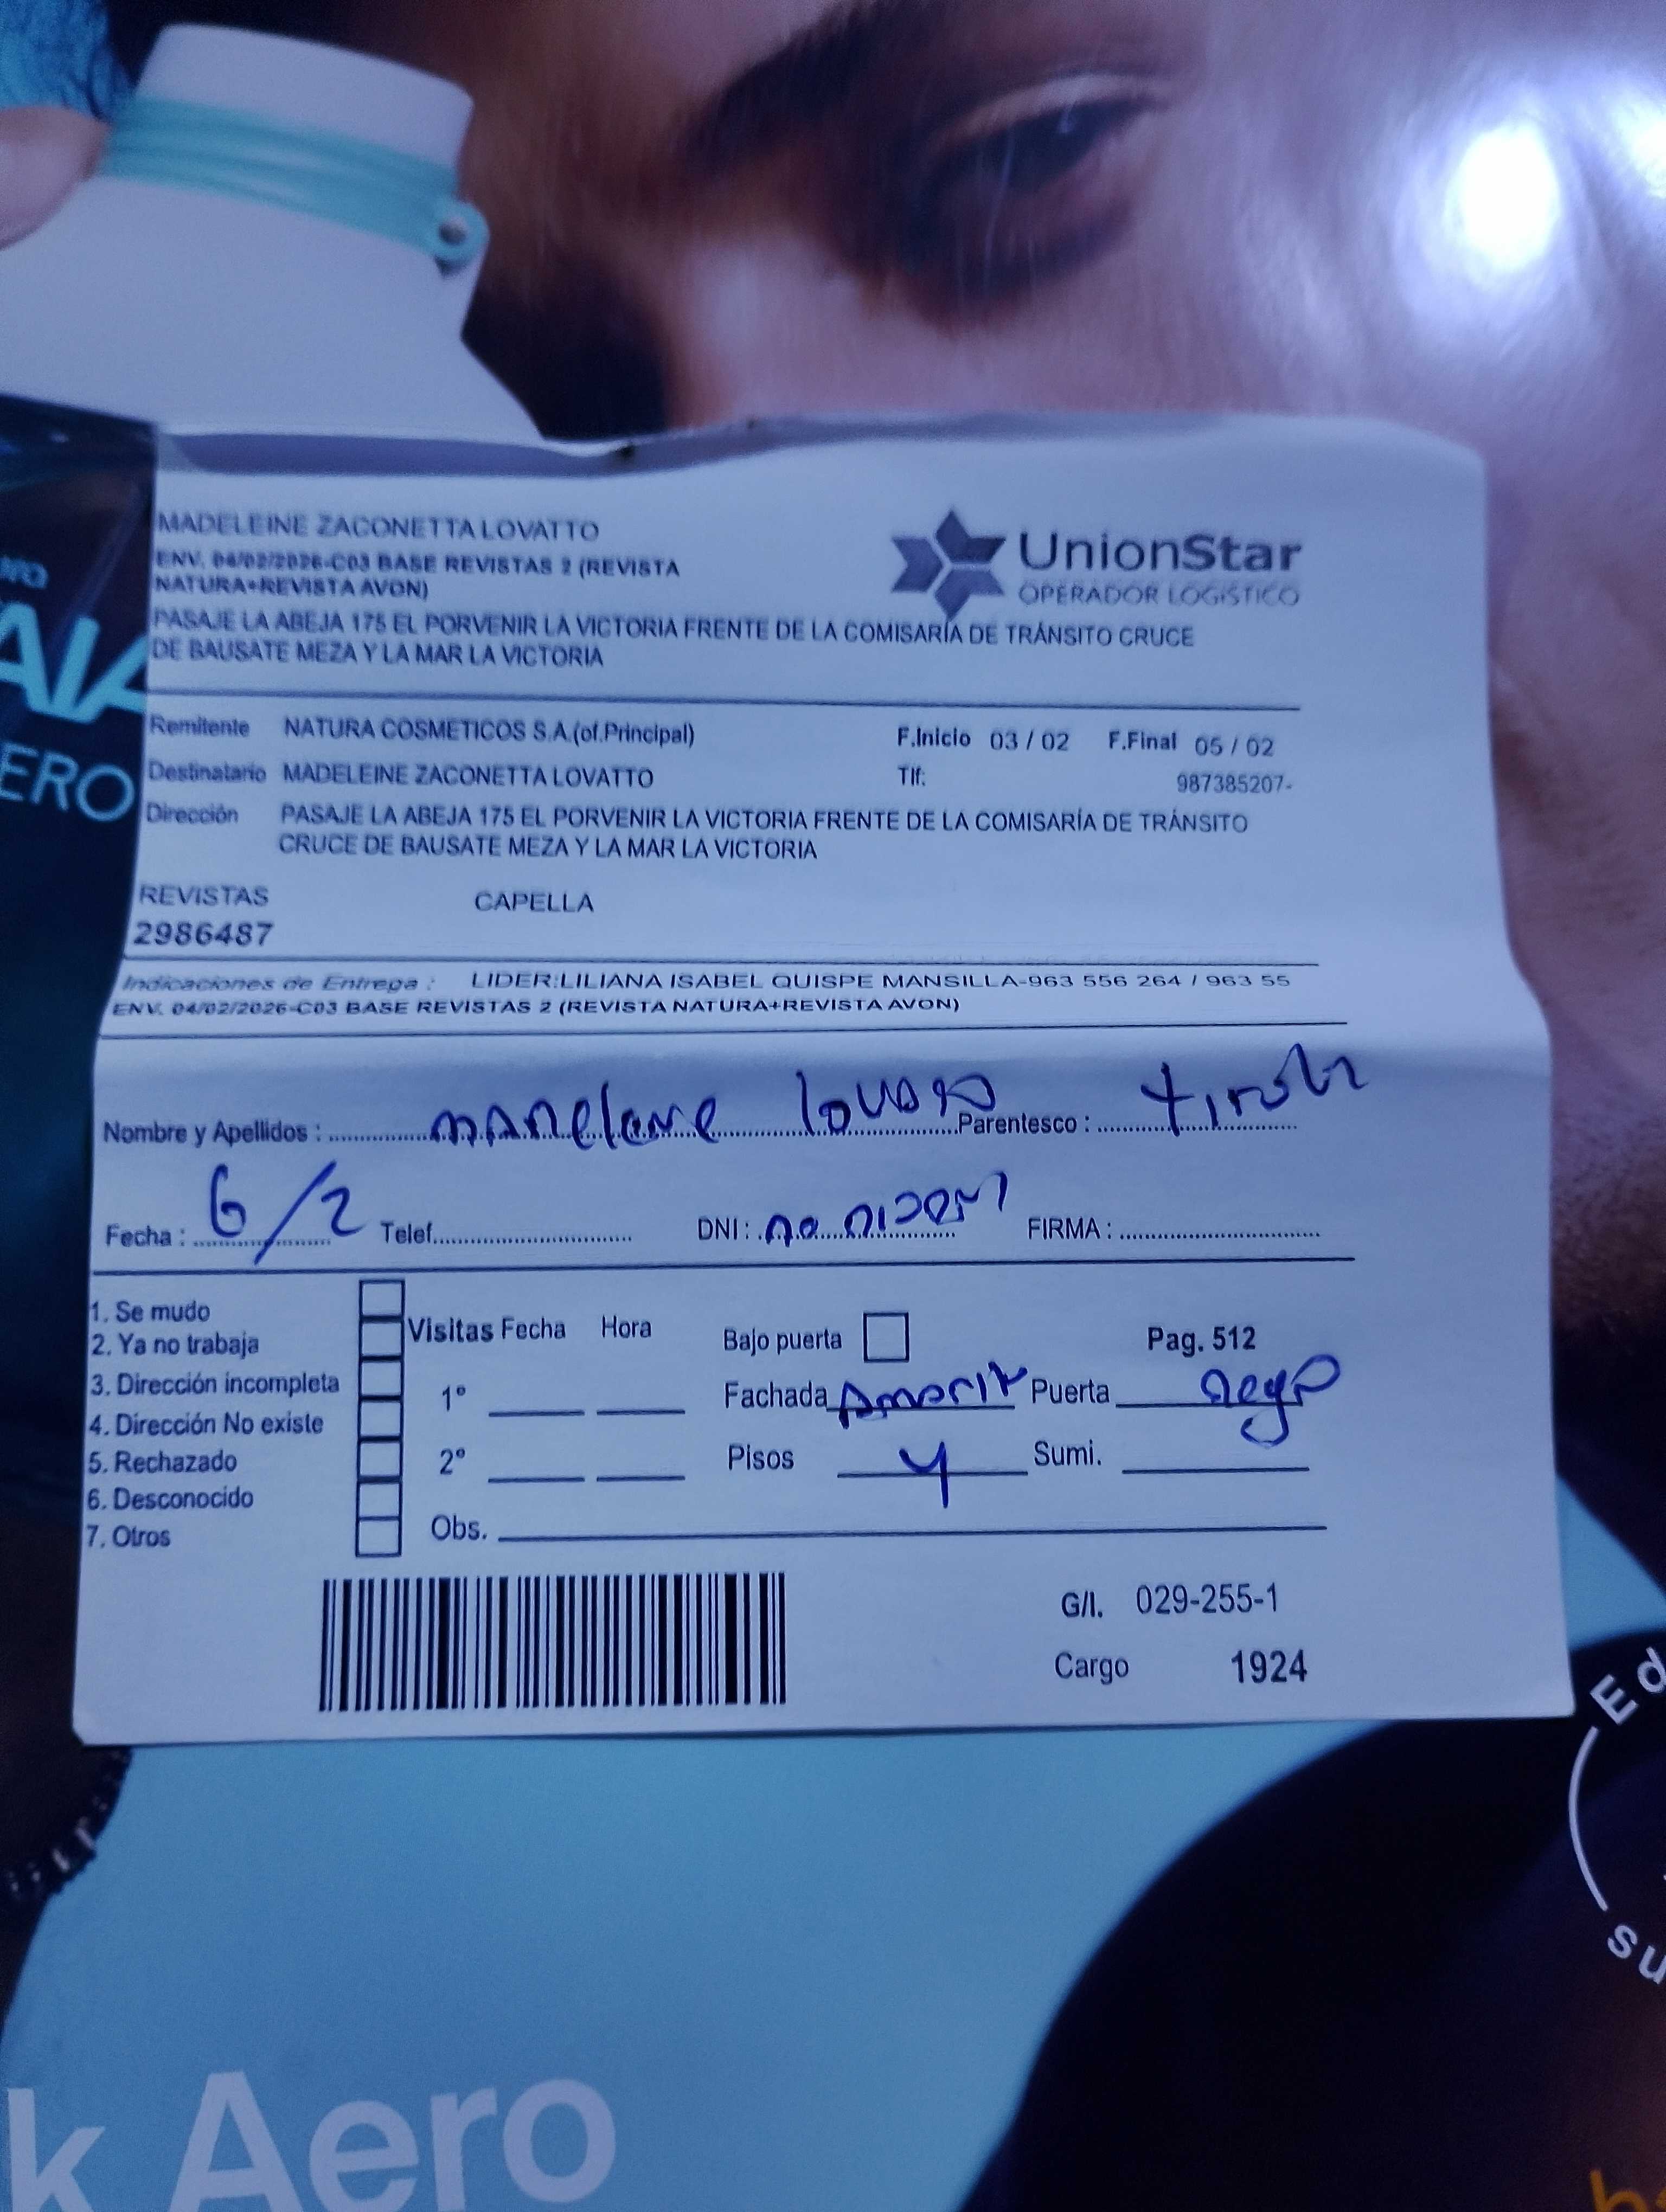 MADELEINE ZACONETTA LOVATTO
ENV. 04/02/2026-C03 BASE REVISTAS 2 (REVISTA
NATURA+REVISTA AVON)
UnionStar
OPERADOR LOGÍSTICO
PASAJE LA ABEJA 175 EL PORVENIR LA VICTORIA FRENTE DE LA COMISARÍA DE TRÁNSITO CRUCE
DE BAUSATE MEZA Y LA MAR LA VICTORIA
Remitente NATURA COSMETICOS S.A.(of.Principal) F.Inicio 03 / 02 F.Final 05 / 02
Destinatario MADELEINE ZACONETTA LOVATTO Tlf: 987385207-
Dirección PASAJE LA ABEJA 175 EL PORVENIR LA VICTORIA FRENTE DE LA COMISARÍA DE TRÁNSITO
CRUCE DE BAUSATE MEZA Y LA MAR LA VICTORIA
REVISTAS CAPELLA
2986487
Indicaciones de Entrega : LIDER:LILIANA ISABEL QUISPE MANSILLA-963 556 264 / 963 55
ENV. 04/02/2026-C03 BASE REVISTAS 2 (REVISTA NATURA+REVISTA AVON)
Nombre y Apellidos : Parentesco :
Fecha : 6/2 Telef. DNI : no FIRMA :
1. Se mudo
2. Ya no trabaja
3. Dirección incompleta
4. Dirección No existe
5. Rechazado
6. Desconocido
7. Otros
Visitas Fecha Hora
1º
2º
Obs.
Bajo puerta Pag. 512
Fachada Puerta negro
Pisos 4 Sumi.
G/I. 029-255-1
Cargo 1924
AIA
ERO
k Aero
Ed
su